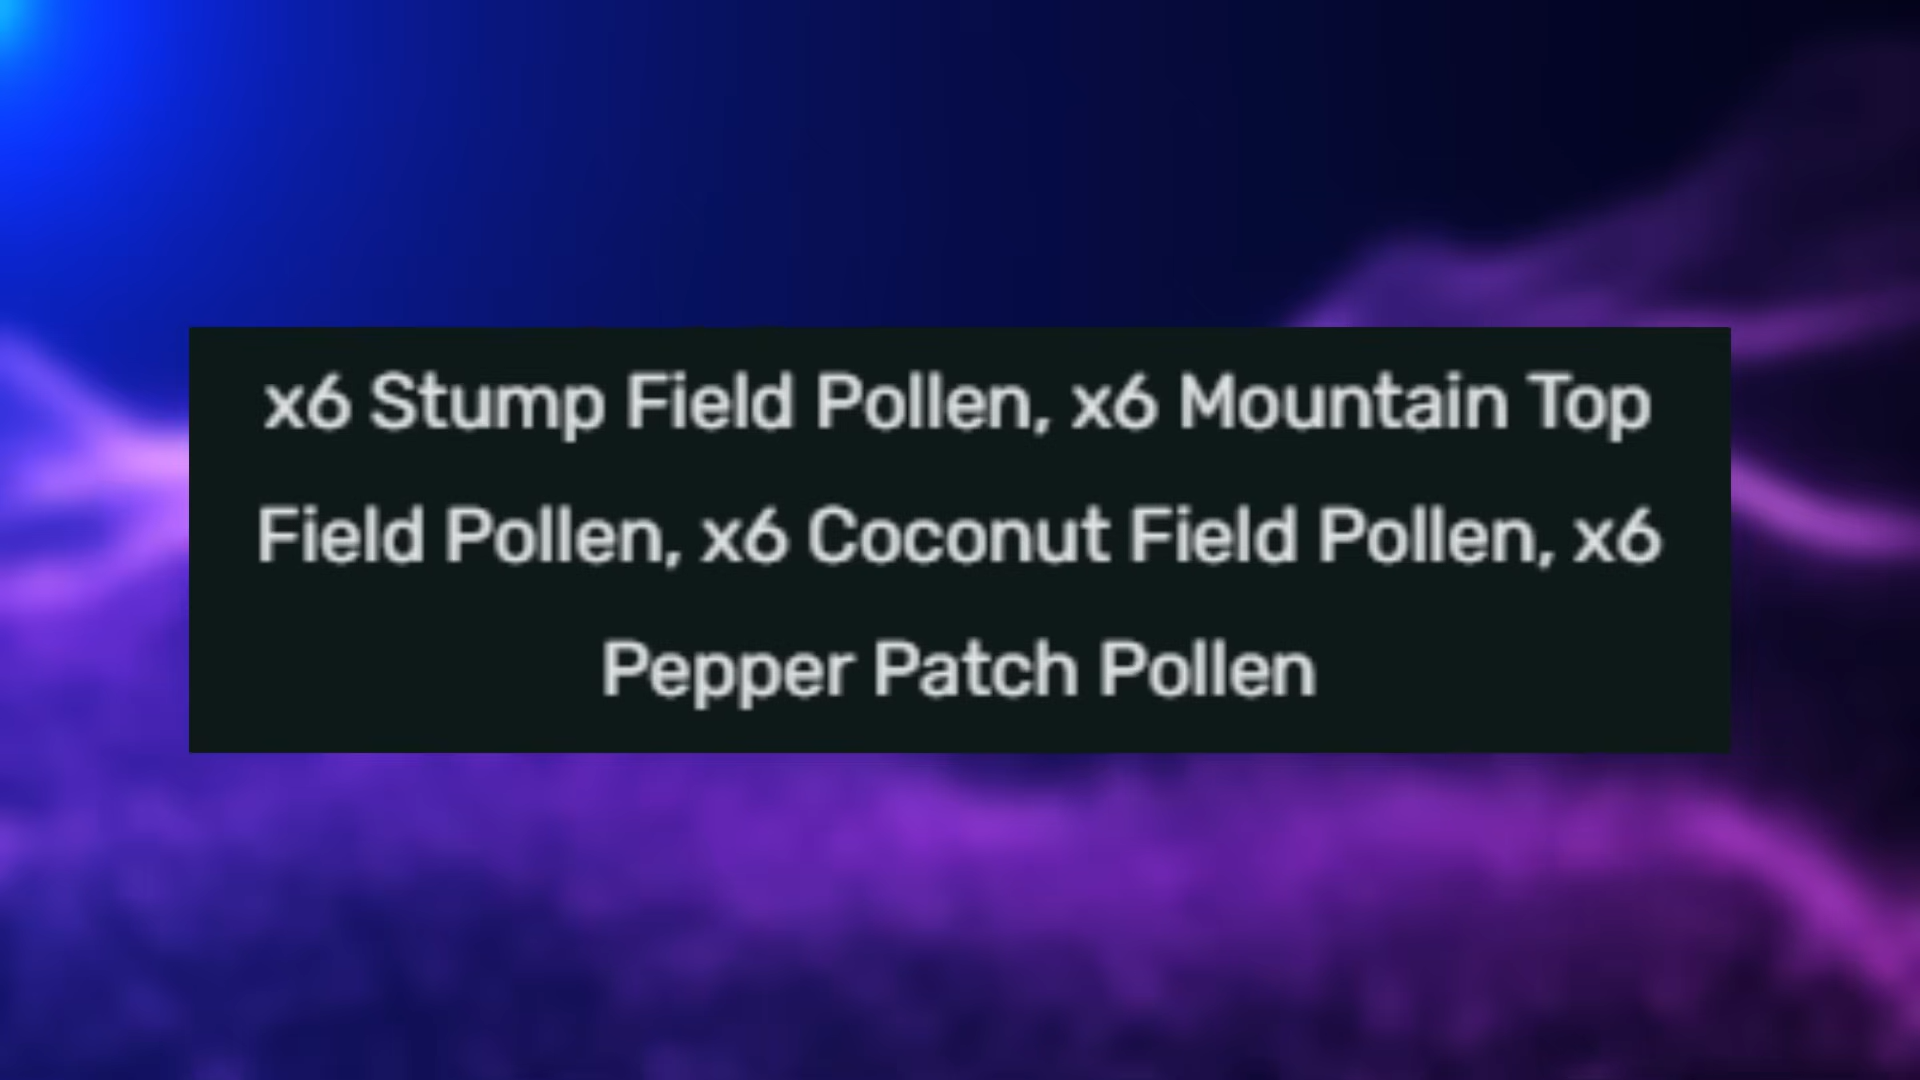 x6 Stump Field Pollen, x6 Mountain Top
Field Pollen, x6 Coconut Field Pollen, x6
Pepper Patch Pollen